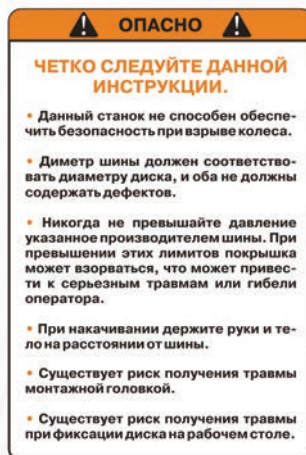 ОПАСНО
ЧЕТКО СЛЕДУЙТЕ ДАННОЙ
ИНСТРУКЦИИ.
• Данный станок не способен обеспе-
чить безопасность при взрыве колеса.
• Диметр шины должен соответство-
вать диаметру диска, и оба не должны
содержать дефектов.
• Никогда не превышайте давление
указанное производителем шины. При
превышении этих лимитов покрышка
может взорваться, что может привес-
ти к серьезным травмам или гибели
оператора.
• При накачивании держите руки и те-
ло на расстоянии от шины.
• Существует риск получения травмы
монтажной головкой.
• Существует риск получения травмы
при фиксации диска на рабочем столе.